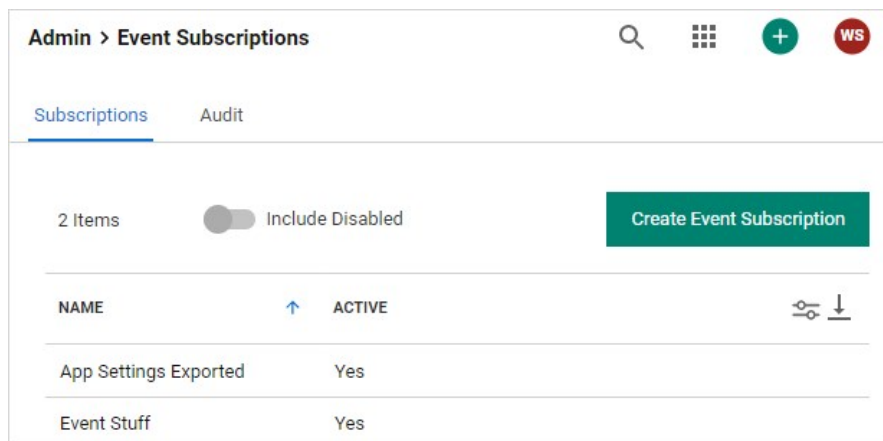 Admin > Event Subscriptions
WS
Subscriptions Audit
2 Items Include Disabled Create Event Subscription
NAME ACTIVE
App Settings Exported Yes
Event Stuff Yes